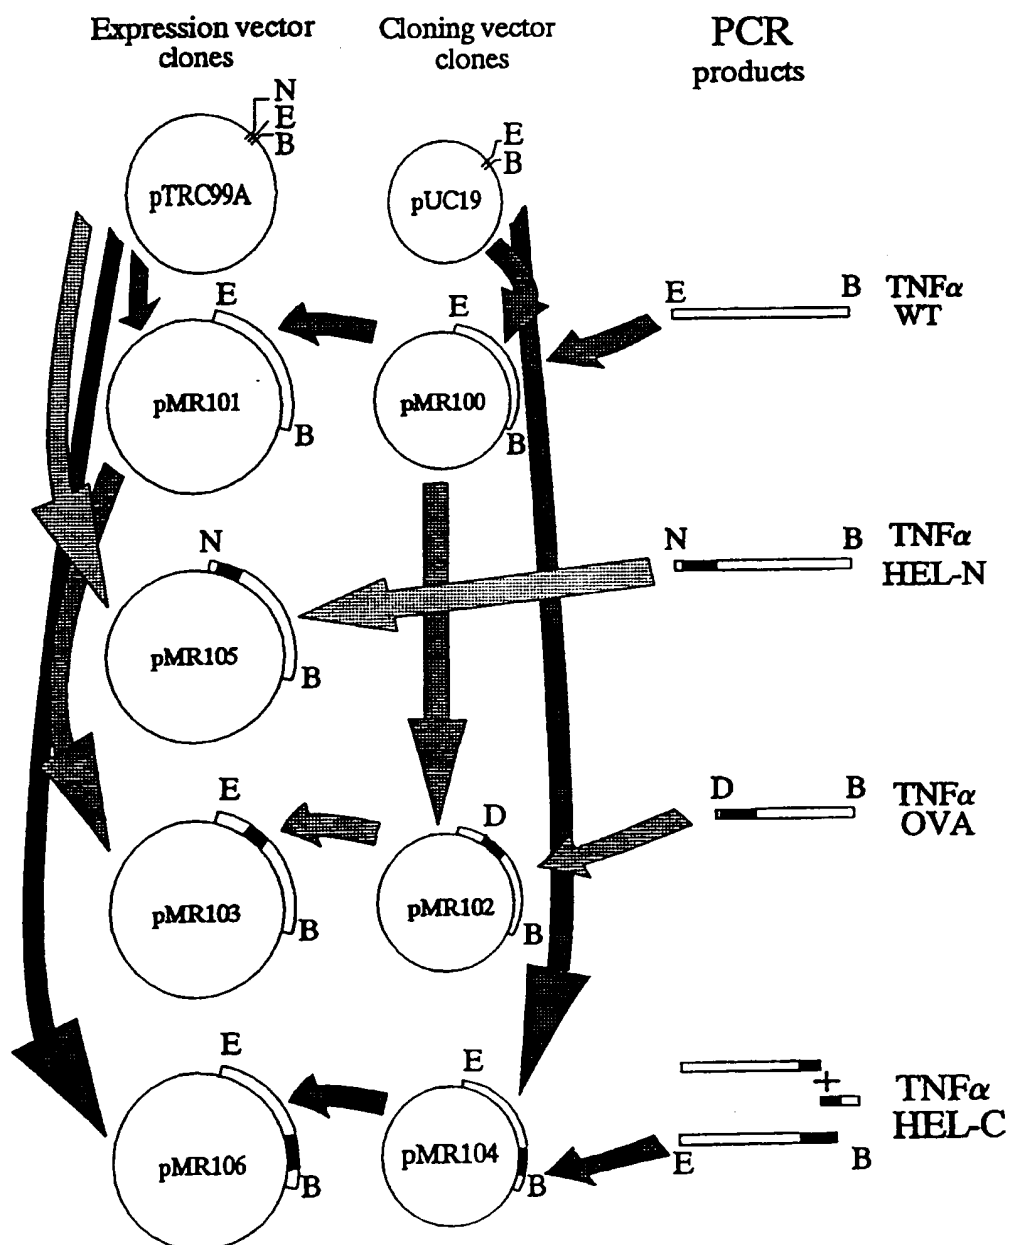 Expression vector
clones
Cloning vector
clones
PCR
products
N
E
B
pTRC99A
E
B
pUC19
E
B
pMR101
E
B
pMR100
E
B
TNFα
WT
N
B
pMR105
N
B
TNFα
HEL-N
E
B
pMR103
D
B
pMR102
D
B
TNFα
OVA
E
B
pMR106
E
B
pMR104
+
E
B
TNFα
HEL-C